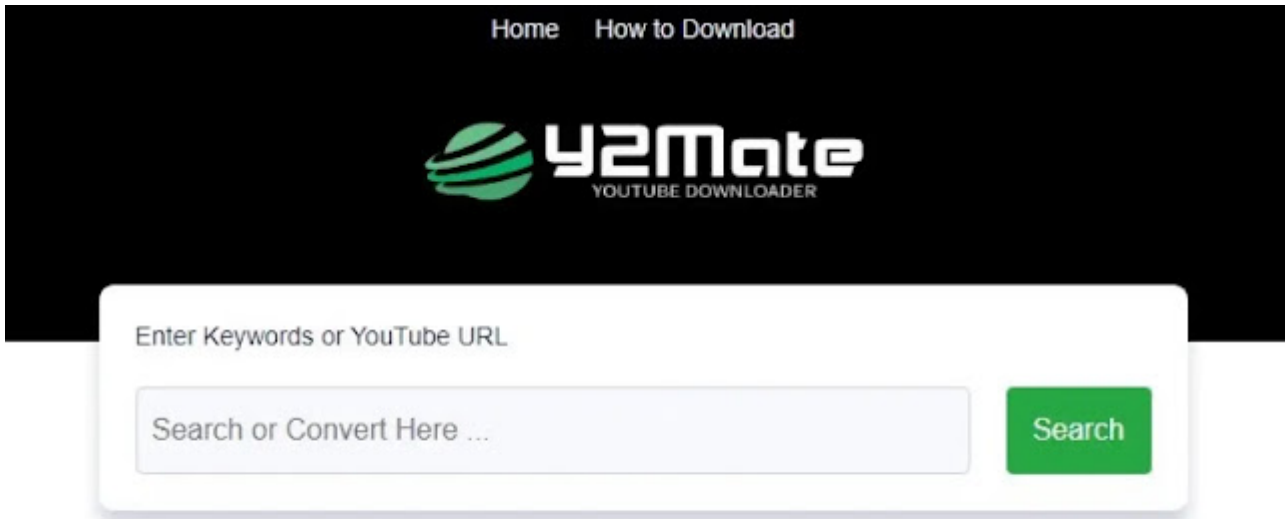 Home How to Download
Y2Mate
YOUTUBE DOWNLOADER
Enter Keywords or YouTube URL
Search or Convert Here ...
Search